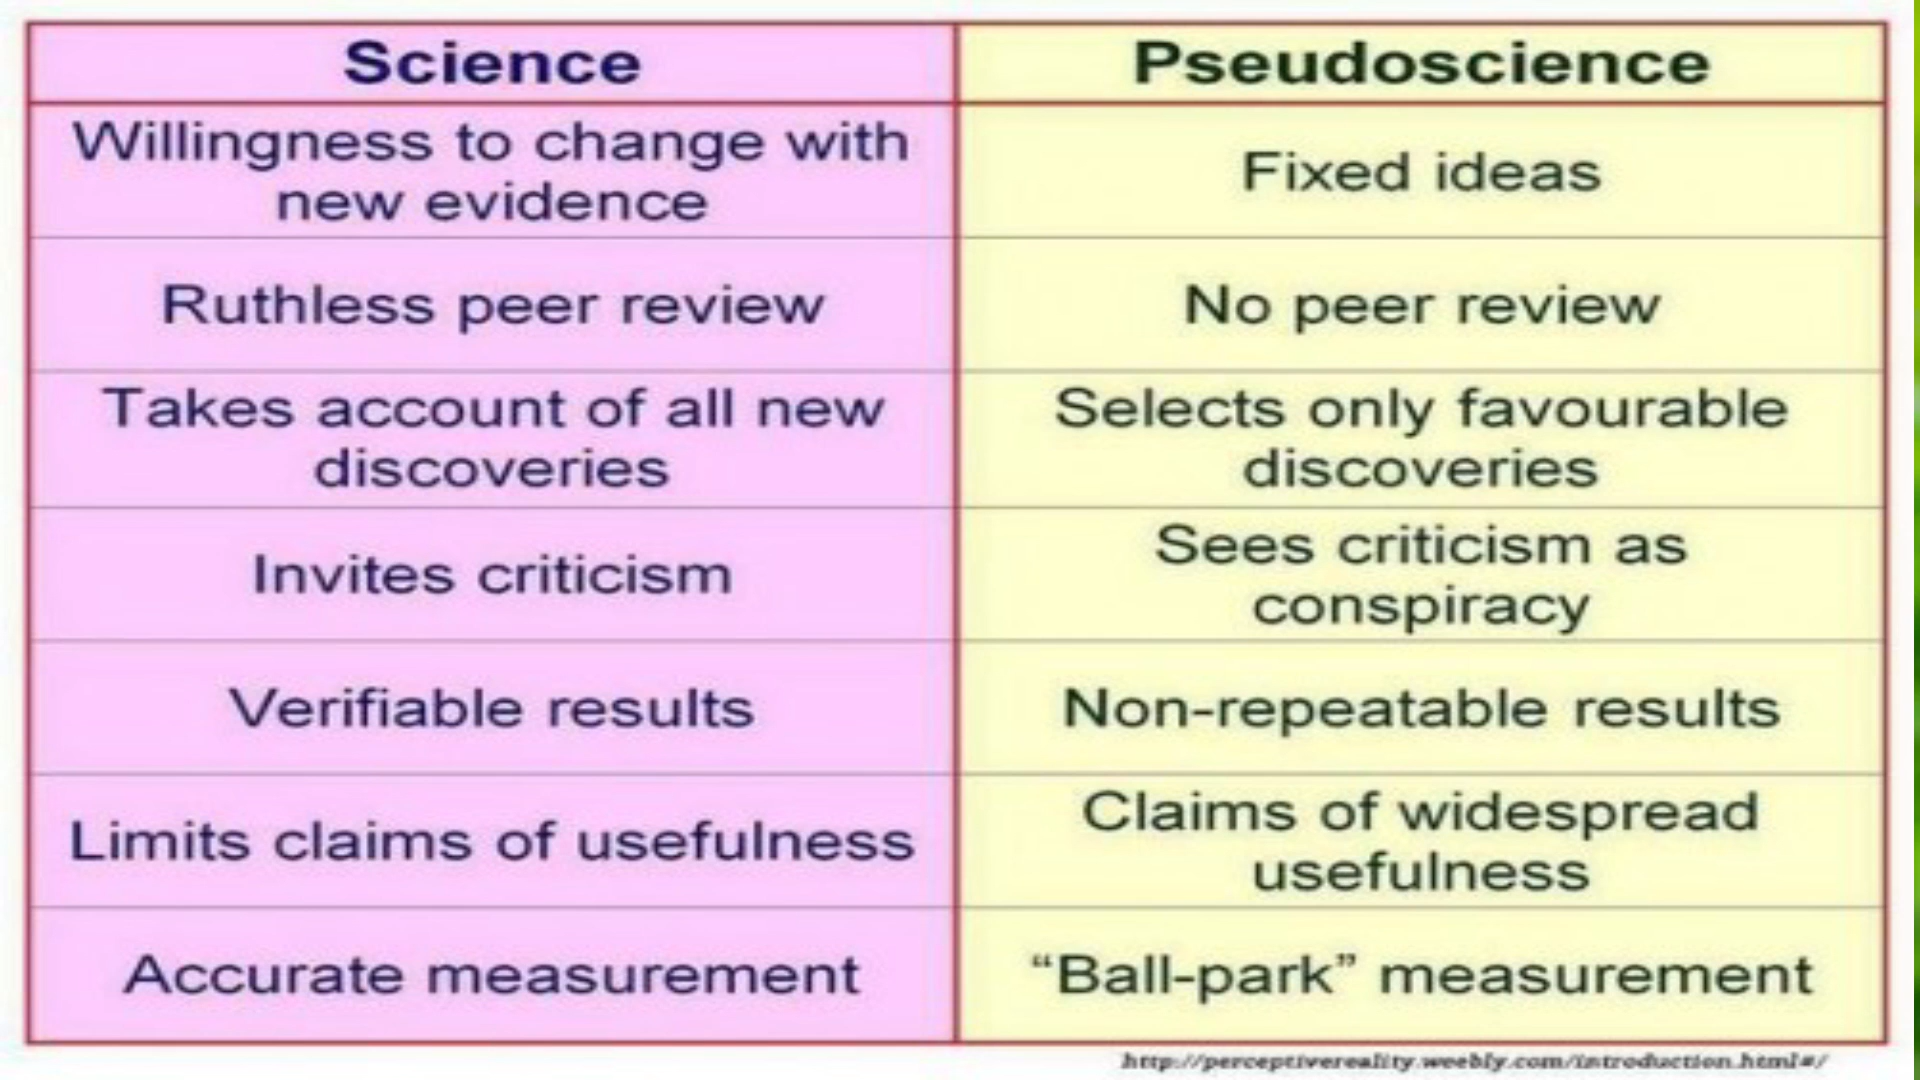 Science
Pseudoscience
Willingness to change with
new evidence
Fixed ideas
Ruthless peer review
No peer review
Takes account of all new
discoveries
Selects only favourable
discoveries
Invites criticism
Sees criticism as
conspiracy
Verifiable results
Non-repeatable results
Limits claims of usefulness
Claims of widespread
usefulness
Accurate measurement
“Ball-park” measurement
http://perceptivereality.weebly.com/introduction.html#/